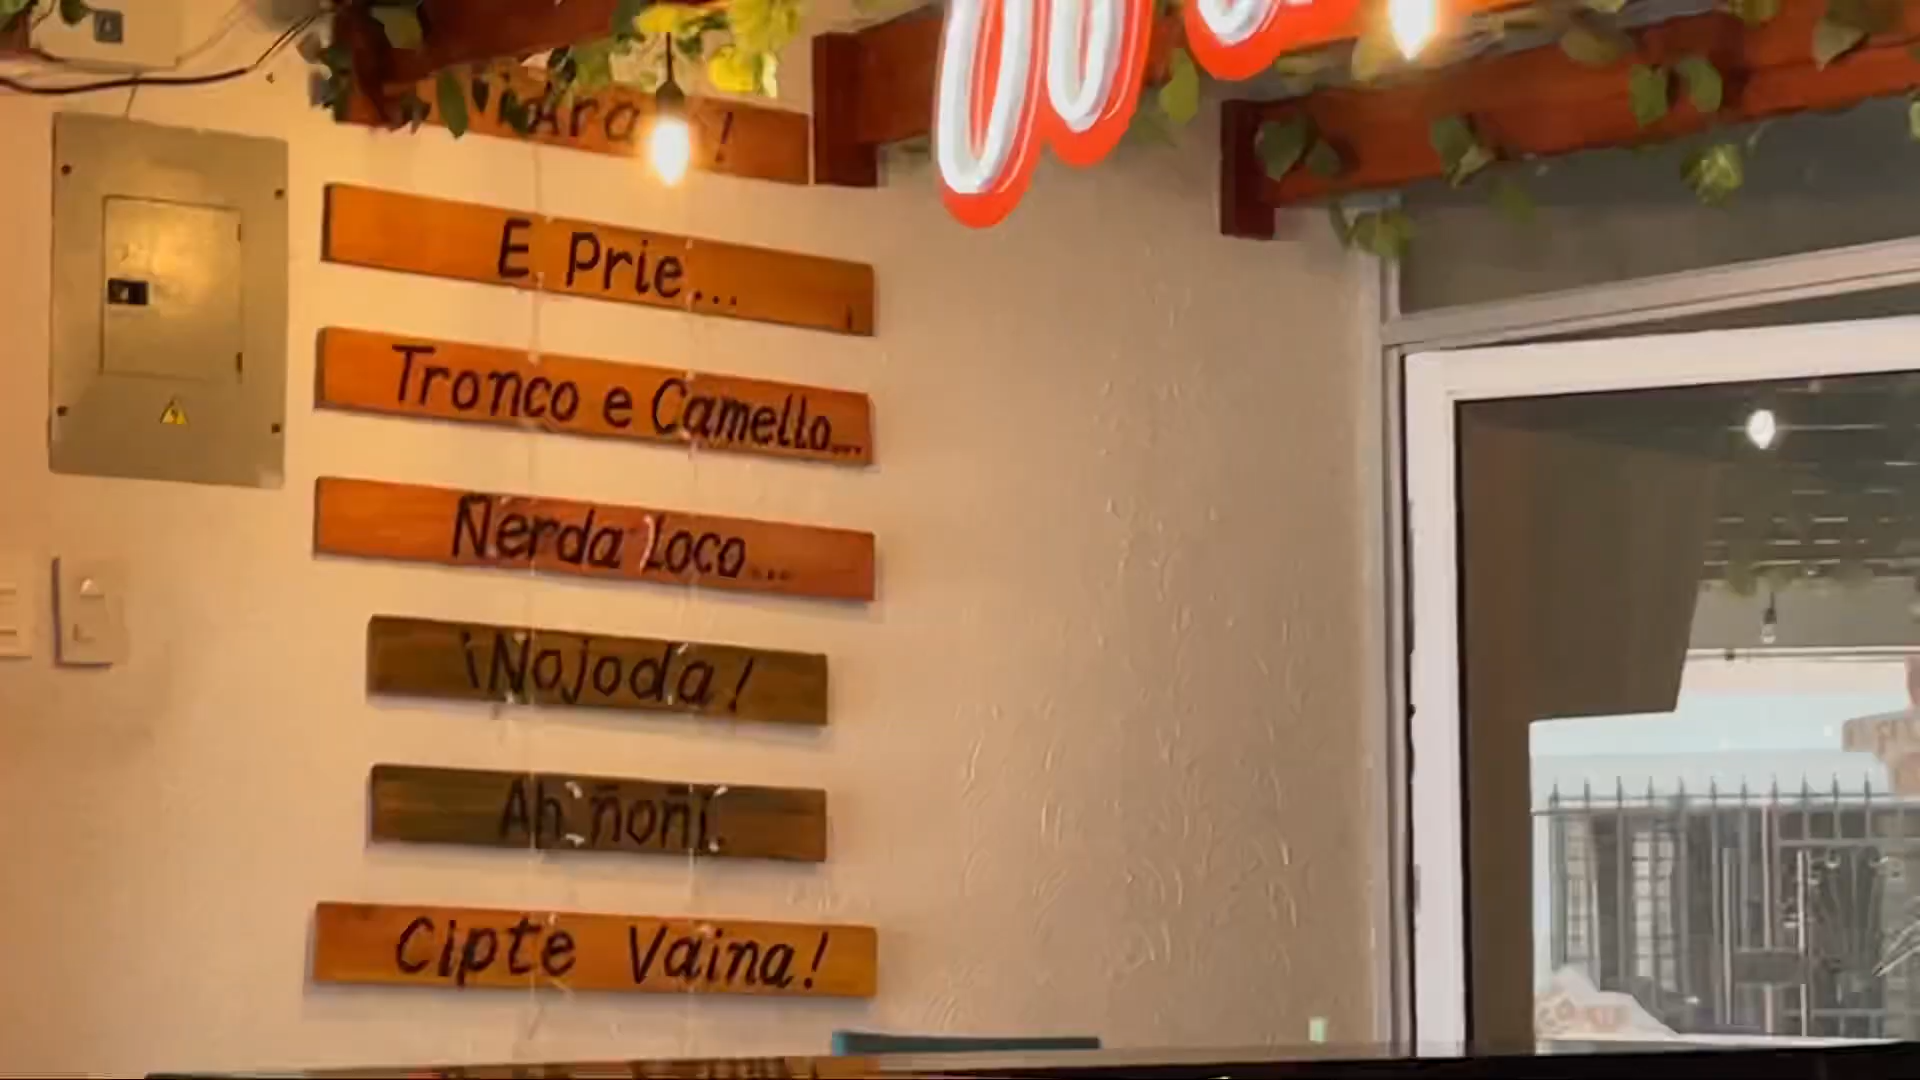 E Prie...
Tronco e Camello...
Ñerda Loco...
¡Nojoda!
Ah ñoñi.
Cipte Vaina!